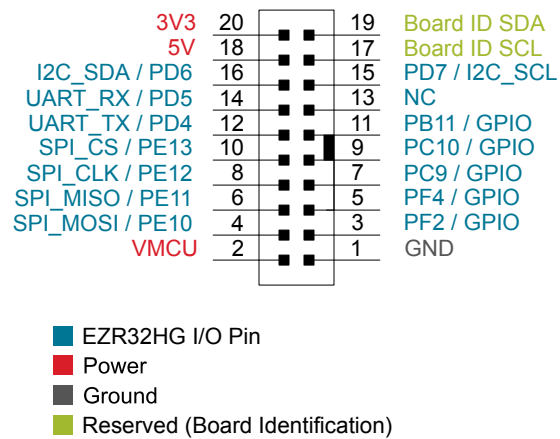 3V3 20 19 Board ID SDA
5V 18 17 Board ID SCL
I2C_SDA / PD6 16 15 PD7 / I2C_SCL
UART_RX / PD5 14 13 NC
UART_TX / PD4 12 11 PB11 / GPIO
SPI_CS / PE13 10 9 PC10 / GPIO
SPI_CLK / PE12 8 7 PC9 / GPIO
SPI_MISO / PE11 6 5 PF4 / GPIO
SPI_MOSI / PE10 4 3 PF2 / GPIO
VMCU 2 1 GND
EZR32HG I/O Pin
Power
Ground
Reserved (Board Identification)